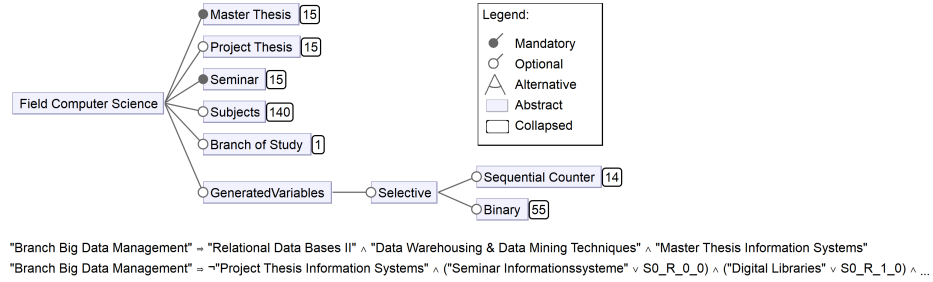 Master Thesis 15
Project Thesis 15
Seminar 15
Field Computer Science
Subjects 140
Branch of Study 1
GeneratedVariables
Selective
Sequential Counter 14
Binary 55
Legend:
Mandatory
Optional
Alternative
Abstract
Collapsed
"Branch Big Data Management" ⇒ "Relational Data Bases II" ∧ "Data Warehousing & Data Mining Techniques" ∧ "Master Thesis Information Systems"
"Branch Big Data Management" ⇒ ¬"Project Thesis Information Systems" ∧ ("Seminar Informationssysteme" ∨ S0_R_0_0) ∧ ("Digital Libraries" ∨ S0_R_1_0) ∧ ...